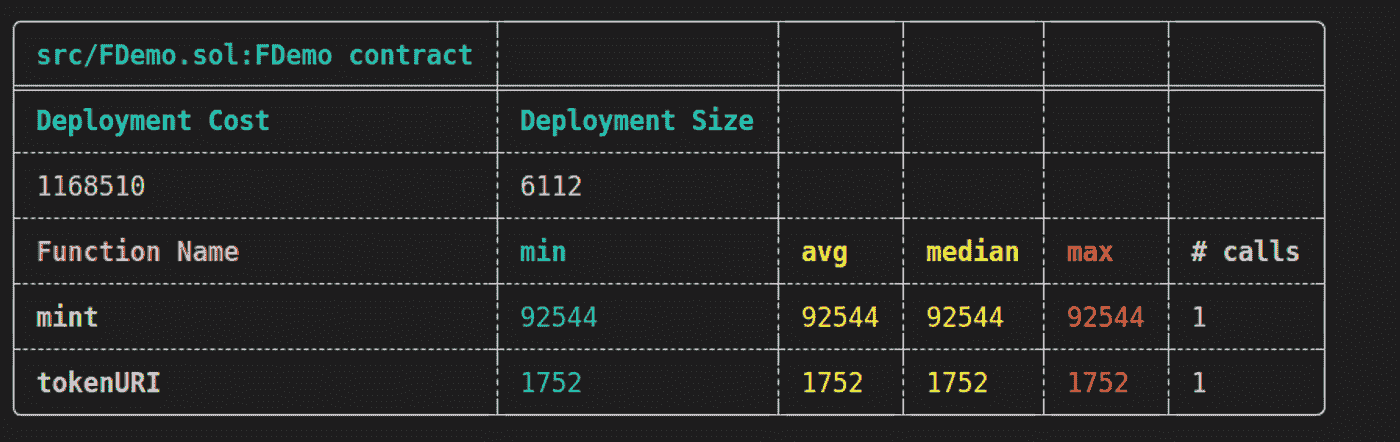 src/FDemo.sol:FDemo contract
Deployment Cost Deployment Size
1168510 6112
Function Name min avg median max # calls
mint 92544 92544 92544 92544 1
tokenURI 1752 1752 1752 1752 1